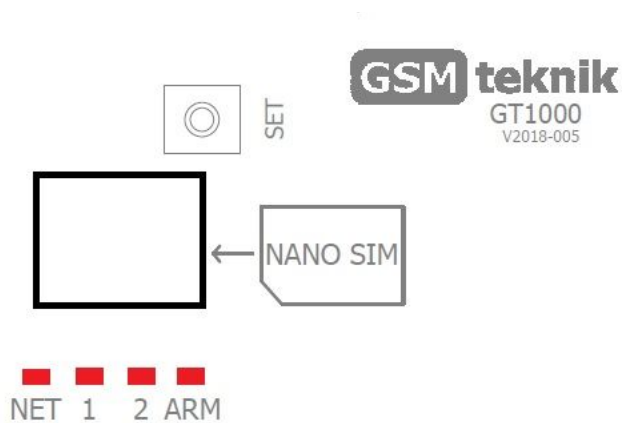 GSM teknik
GT1000
V2018-005
SET
NANO SIM
NET 1 2 ARM